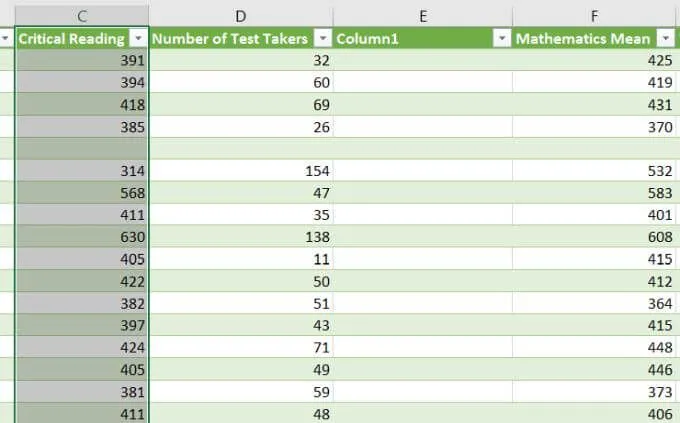 C D E F
Critical Reading Number of Test Takers Column1 Mathematics Mean
391 32 425
394 60 419
418 69 431
385 26 370
314 154 532
568 47 583
411 35 401
630 138 608
405 11 415
422 50 412
382 51 364
397 43 415
424 71 448
405 49 446
381 59 373
411 48 406